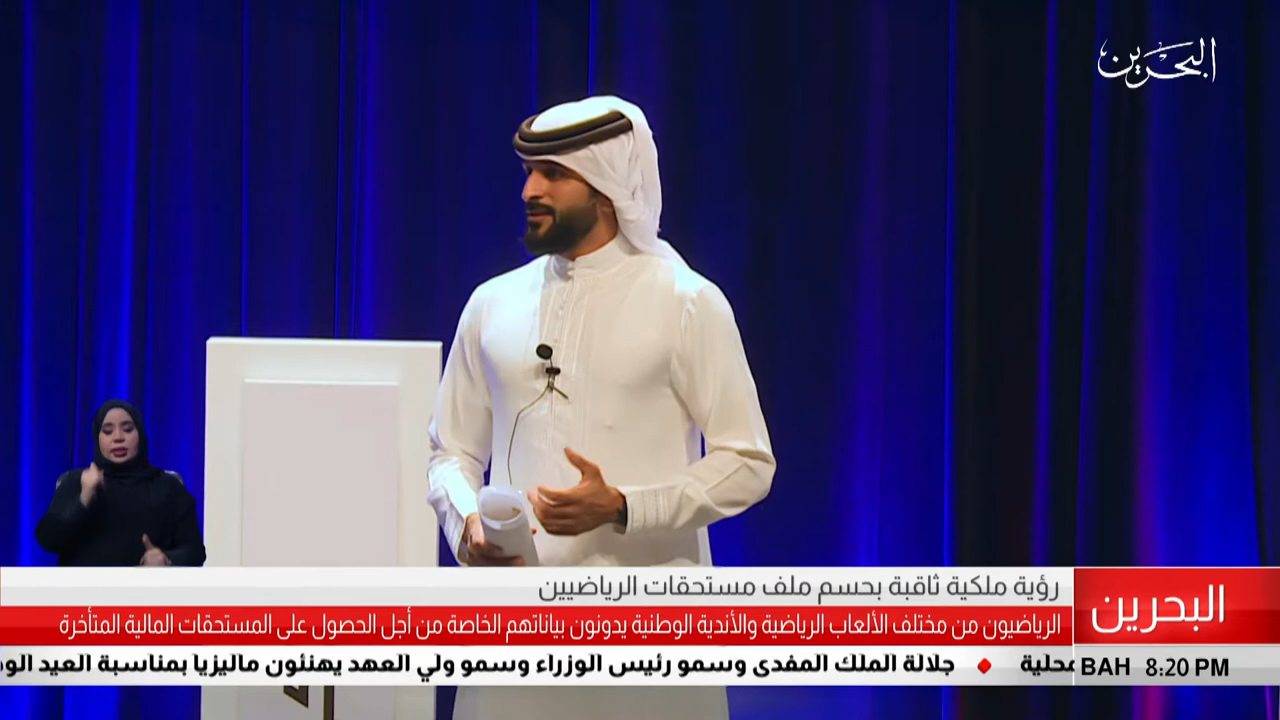 البحرين
رؤية ملكية ثاقبة بحسم ملف مستحقات الرياضيين
البحرين
الرياضيون من مختلف الألعاب الرياضية والأندية الوطنية يدونون بياناتهم الخاصة من أجل الحصول على المستحقات المالية المتأخرة
محلية ♦ جلالة الملك المفدى وسمو رئيس الوزراء وسمو ولي العهد يهنئون ماليزيا بمناسبة العيد
BAH 8:20 PM